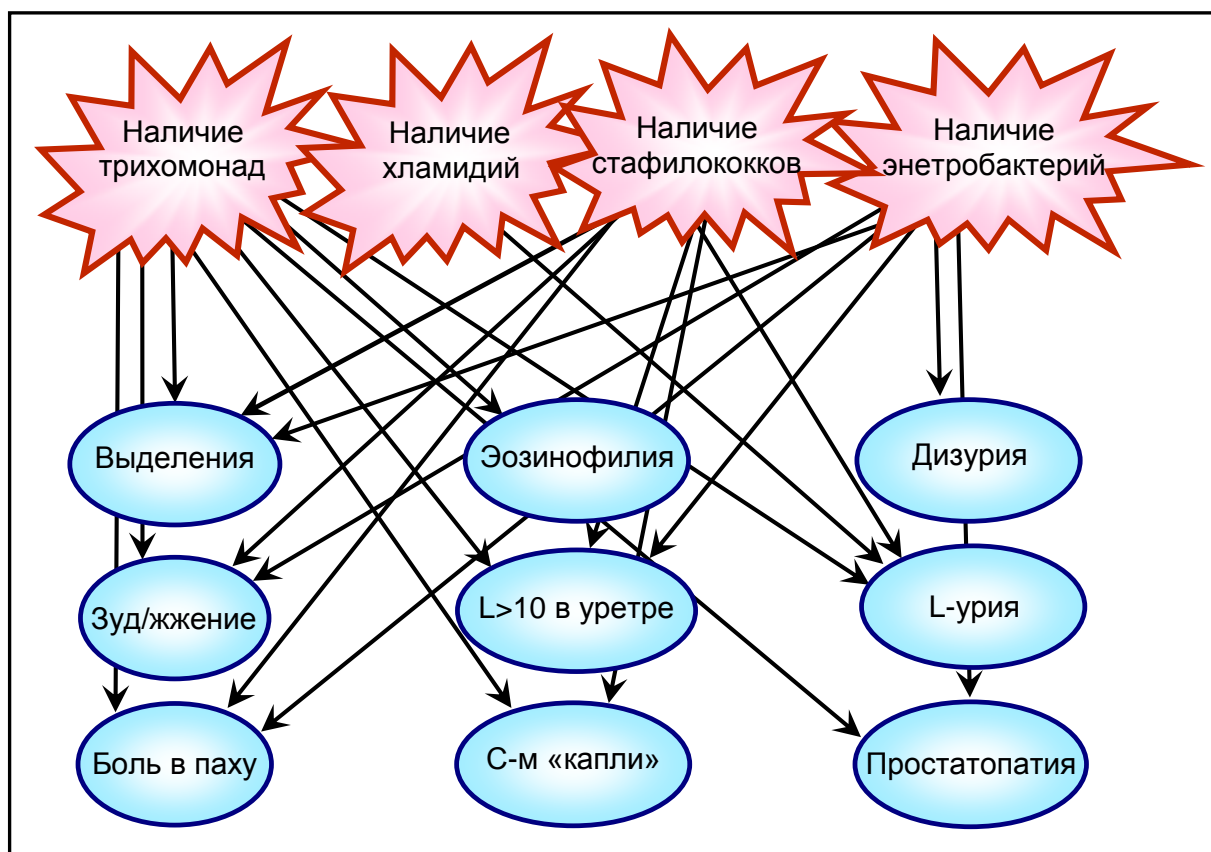 Наличие
трихомонад
Наличие
хламидий
Наличие
стафилококков
Наличие
энетробактерий
Выделения
Эозинофилия
Дизурия
Зуд/жжение
L>10 в уретре
L-урия
Боль в паху
С-м «капли»
Простатопатия